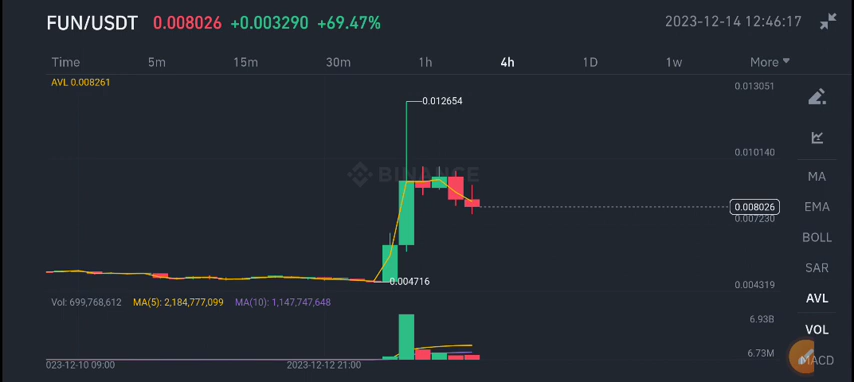 FUN/USDT 0.008026 +0.003290 +69.47% 2023-12-14 12:46:17
Time 5m 15m 30m 1h 4h 1D 1w More
AVL 0.008261
0.013051
0.012654
0.010140
MA
BINANCE
EMA
0.008026
0.007230
BOLL
SAR
0.004716
0.004319
AVL
Vol: 699,768,612 MA(5): 2,184,777,099 MA(10): 1,147,747,648
6.93B
VOL
6.73M
MACD
023-12-10 09:00 2023-12-12 21:00